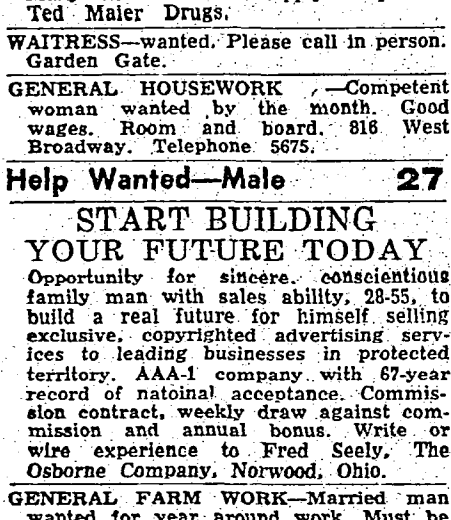 Ted Maier Drugs.
WAITRESS—wanted. Please call in person.
Garden Gate.
GENERAL HOUSEWORK —Competent
woman wanted by the month. Good
wages. Room and board. 816 West
Broadway. Telephone 5675.
Help Wanted—Male 27
START BUILDING
YOUR FUTURE TODAY
Opportunity for sincere, conscientious
family man with sales ability, 28-55, to
build a real future for himself selling
exclusive, copyrighted advertising serv-
ices to leading businesses in protected
territory. AAA-1 company with 67-year
record of natoinal acceptance. Commis-
sion contract, weekly draw against com-
mission and annual bonus. Write or
wire experience to Fred Seely, The
Osborne Company, Norwood, Ohio.
GENERAL FARM WORK—Married man
wanted for year around work. Must be